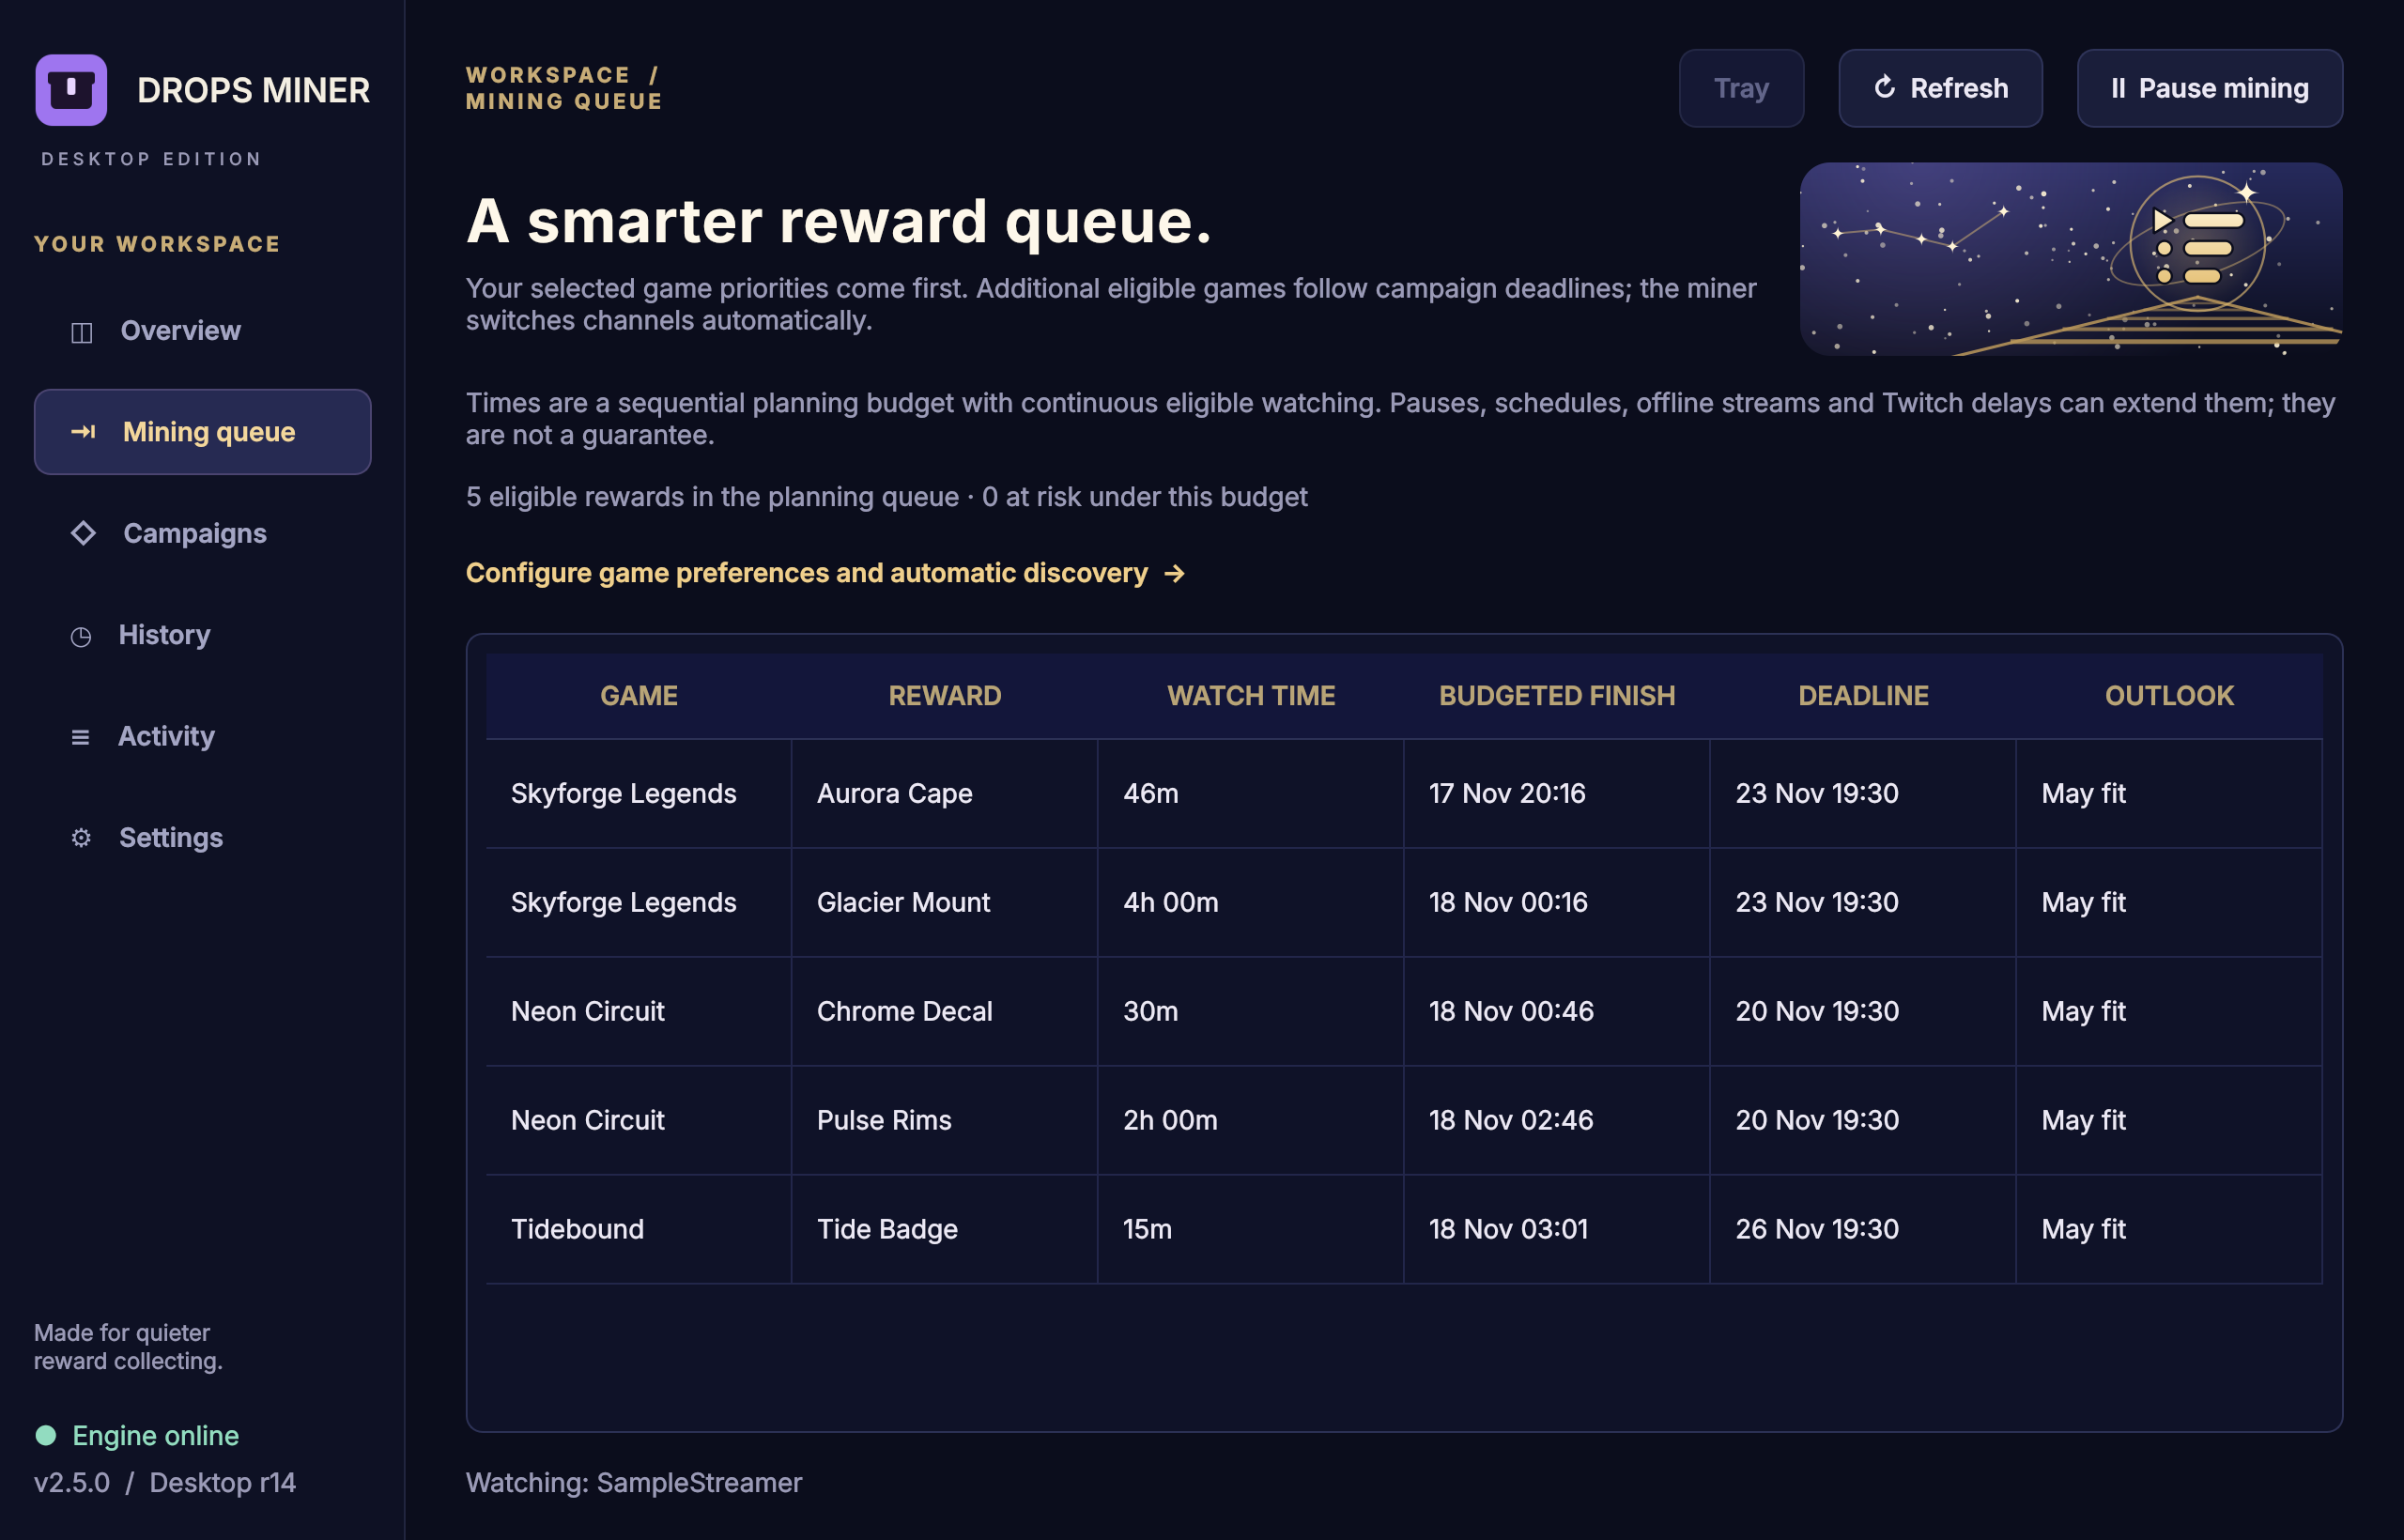 DROPS MINER
DESKTOP EDITION
YOUR WORKSPACE
Overview
Mining queue
Campaigns
History
Activity
Settings
Made for quieter
reward collecting.
Engine online
v2.5.0 / Desktop r14
WORKSPACE /
MINING QUEUE
Tray
Refresh
Pause mining
A smarter reward queue.
Your selected game priorities come first. Additional eligible games follow campaign deadlines; the miner
switches channels automatically.
Times are a sequential planning budget with continuous eligible watching. Pauses, schedules, offline streams and Twitch delays can extend them; they
are not a guarantee.
5 eligible rewards in the planning queue · 0 at risk under this budget
Configure game preferences and automatic discovery →
GAME REWARD WATCH TIME BUDGETED FINISH DEADLINE OUTLOOK
Skyforge Legends Aurora Cape 46m 17 Nov 20:16 23 Nov 19:30 May fit
Skyforge Legends Glacier Mount 4h 00m 18 Nov 00:16 23 Nov 19:30 May fit
Neon Circuit Chrome Decal 30m 18 Nov 00:46 20 Nov 19:30 May fit
Neon Circuit Pulse Rims 2h 00m 18 Nov 02:46 20 Nov 19:30 May fit
Tidebound Tide Badge 15m 18 Nov 03:01 26 Nov 19:30 May fit
Watching: SampleStreamer